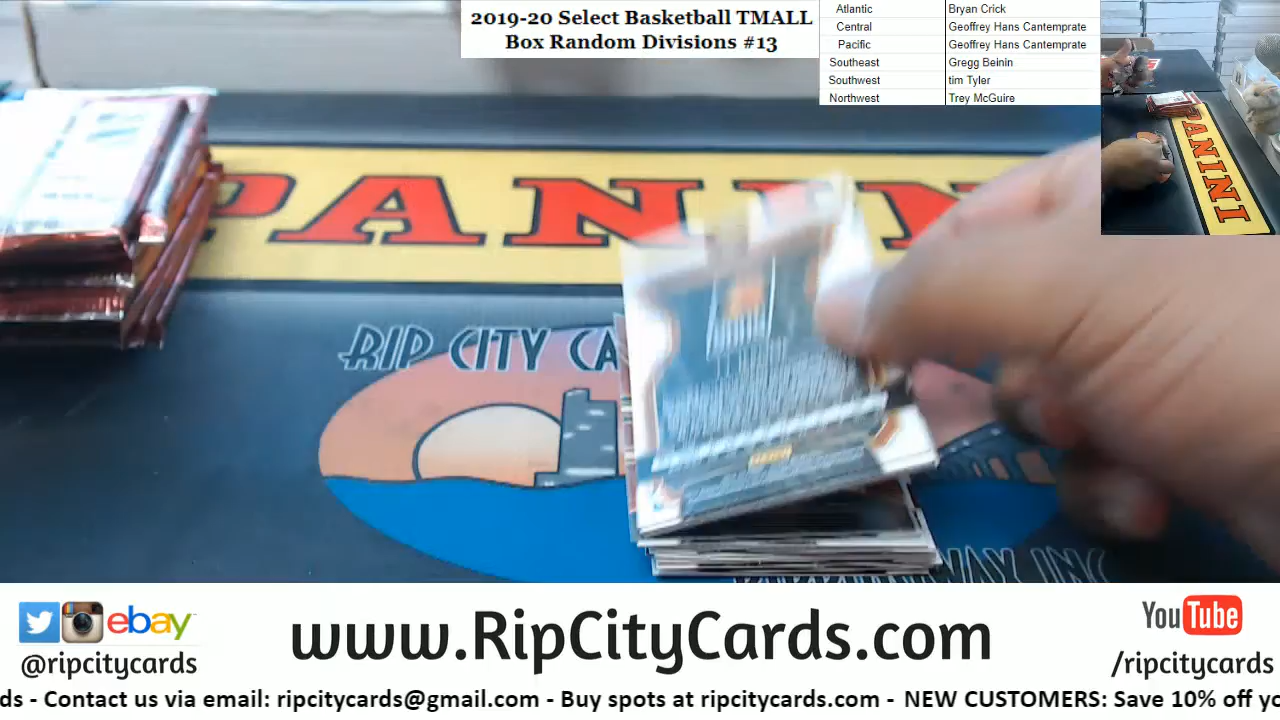 2019-20 Select Basketball TMALL
Box Random Divisions #13
Atlantic Bryan Crick
Central Geoffrey Hans Cantemprate
Pacific Geoffrey Hans Cantemprate
Southeast Gregg Beinin
Southwest tim Tyler
Northwest Trey McGuire
PANINI
PANIN
RIP CITY CA
ebay
@ripcitycards
www.RipCityCards.com
YouTube
/ripcitycards
ds - Contact us via email: ripcitycards@gmail.com - Buy spots at ripcitycards.com - NEW CUSTOMERS: Save 10% off yo